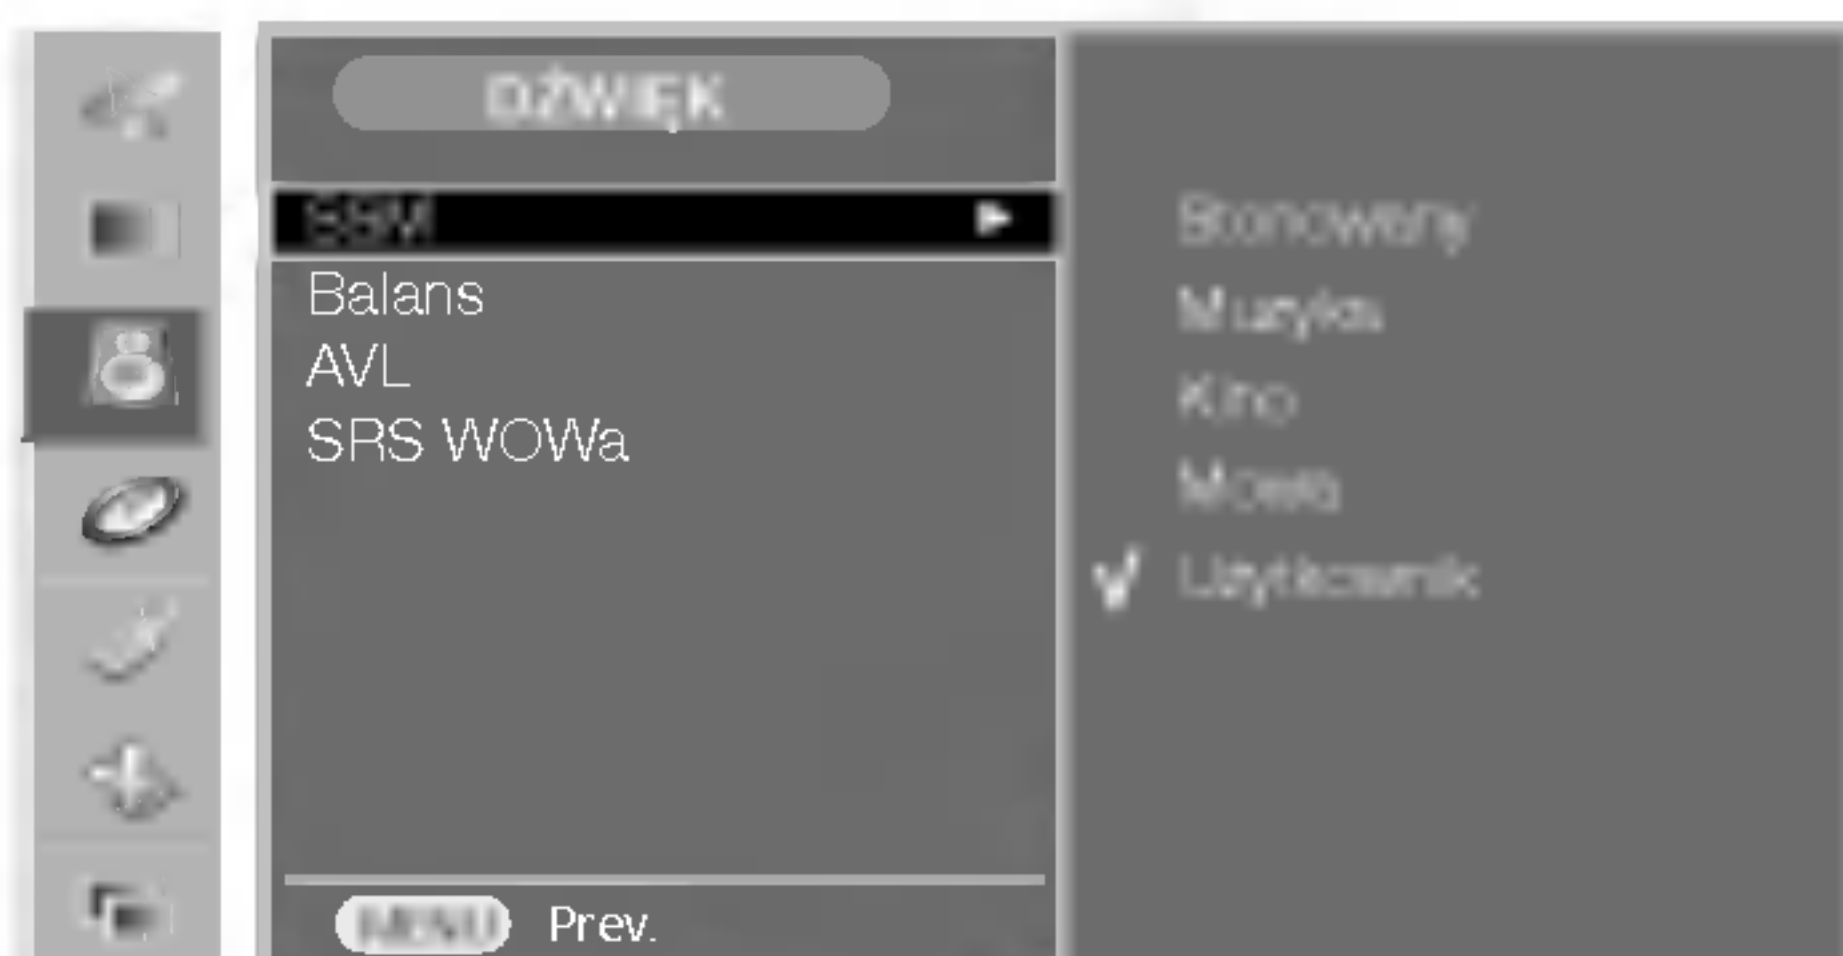 DŹWIĘK
SSM
Balans
AVL
SRS WOWa
MENU Prev.
Stonowany
Muzyka
Kino
Mowa
Użytkownik